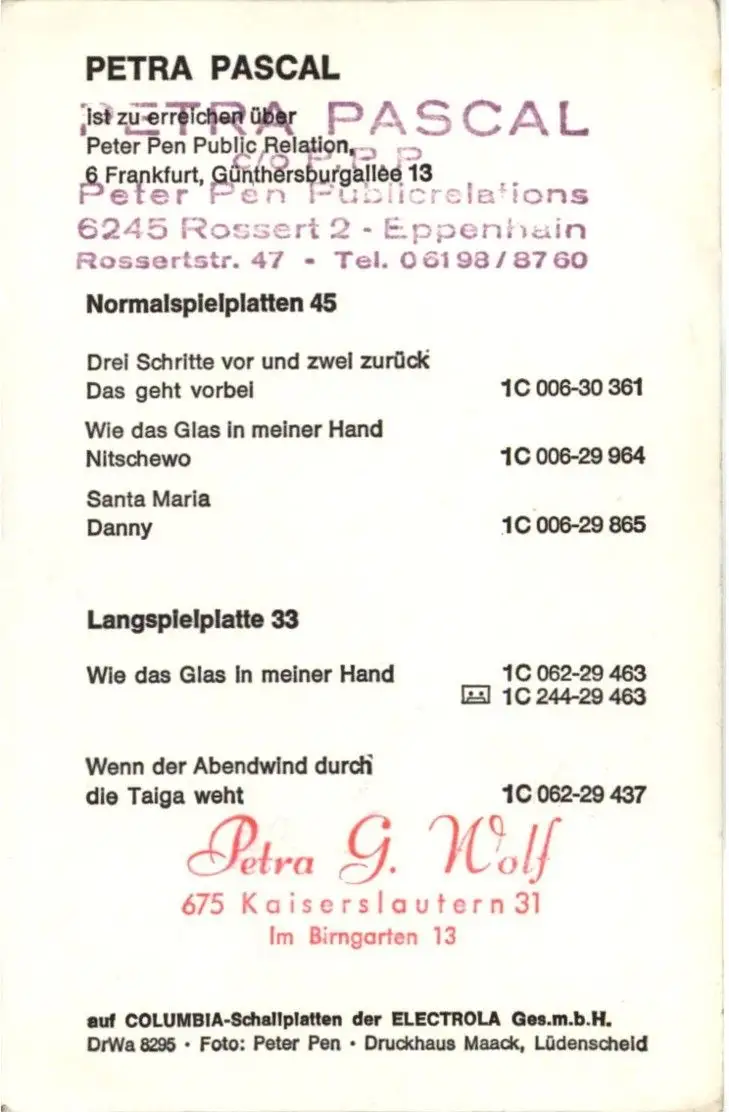 PETRA PASCAL
ist zu erreichen über
Peter Pen Public Relation,
6 Frankfurt, Günthersburgallee 13
PETRA PASCAL
c/o P.P.P
Peter Pen Publicrelations
6245 Rossert 2 - Eppenhain
Rossertstr. 47 - Tel. 06198/8760
Normalspielplatten 45
Drei Schritte vor und zwei zurück
Das geht vorbei 1C 006-30 361
Wie das Glas in meiner Hand
Nitschewo 1C 006-29 964
Santa Maria
Danny 1C 006-29 865
Langspielplatte 33
Wie das Glas in meiner Hand 1C 062-29 463
1C 244-29 463
Wenn der Abendwind durch
die Taiga weht 1C 062-29 437
Petra G. Wolf
675 Kaiserslautern 31
Im Birngarten 13
auf COLUMBIA-Schallplatten der ELECTROLA Ges.m.b.H.
DrWa 8295 · Foto: Peter Pen · Druckhaus Maack, Lüdenscheid